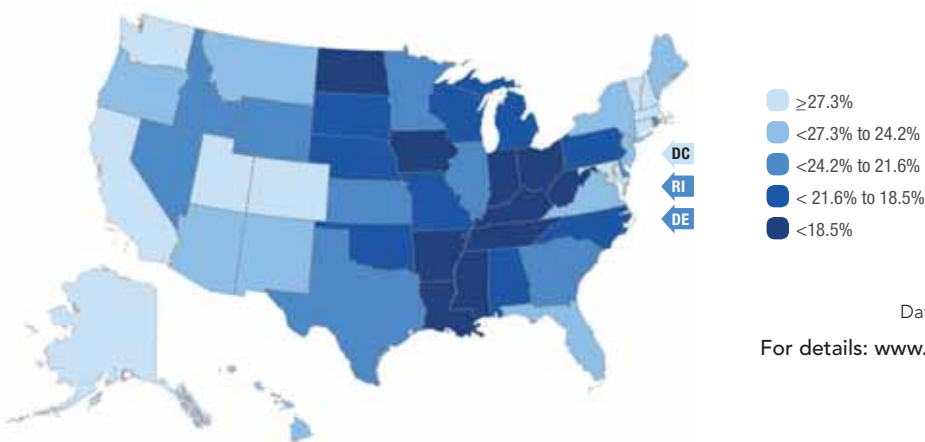 DC
RI
DE
≥27.3%
<27.3% to 24.2%
<24.2% to 21.6%
< 21.6% to 18.5%
<18.5%
For details: www.